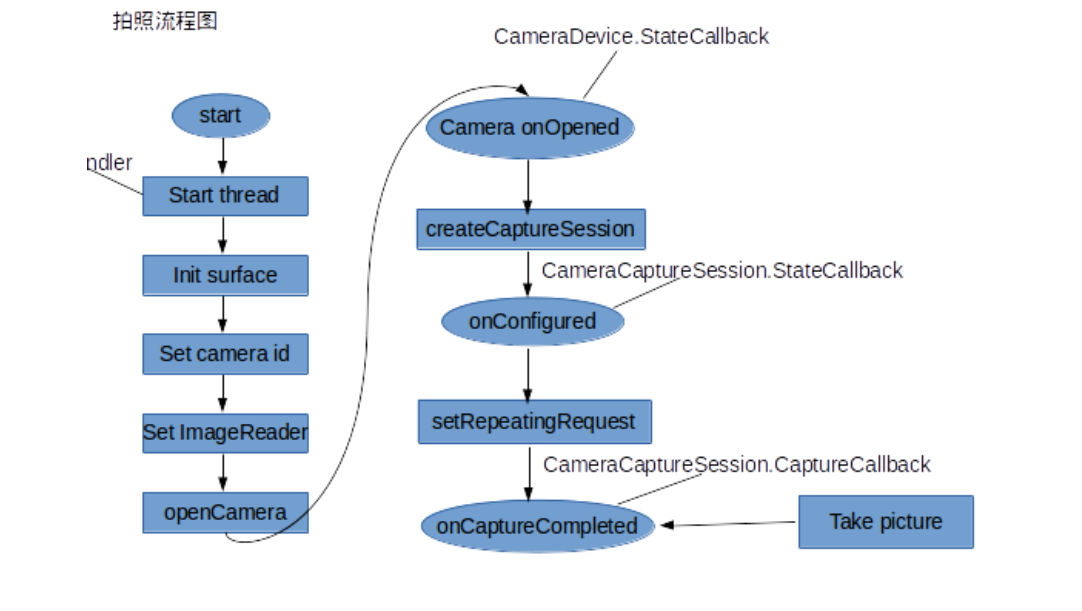 拍照流程图
start
ndler
Start thread
Init surface
Set camera id
Set ImageReader
openCamera
CameraDevice.StateCallback
Camera onOpened
createCaptureSession
CameraCaptureSession.StateCallback
onConfigured
setRepeatingRequest
CameraCaptureSession.CaptureCallback
onCaptureCompleted
Take picture